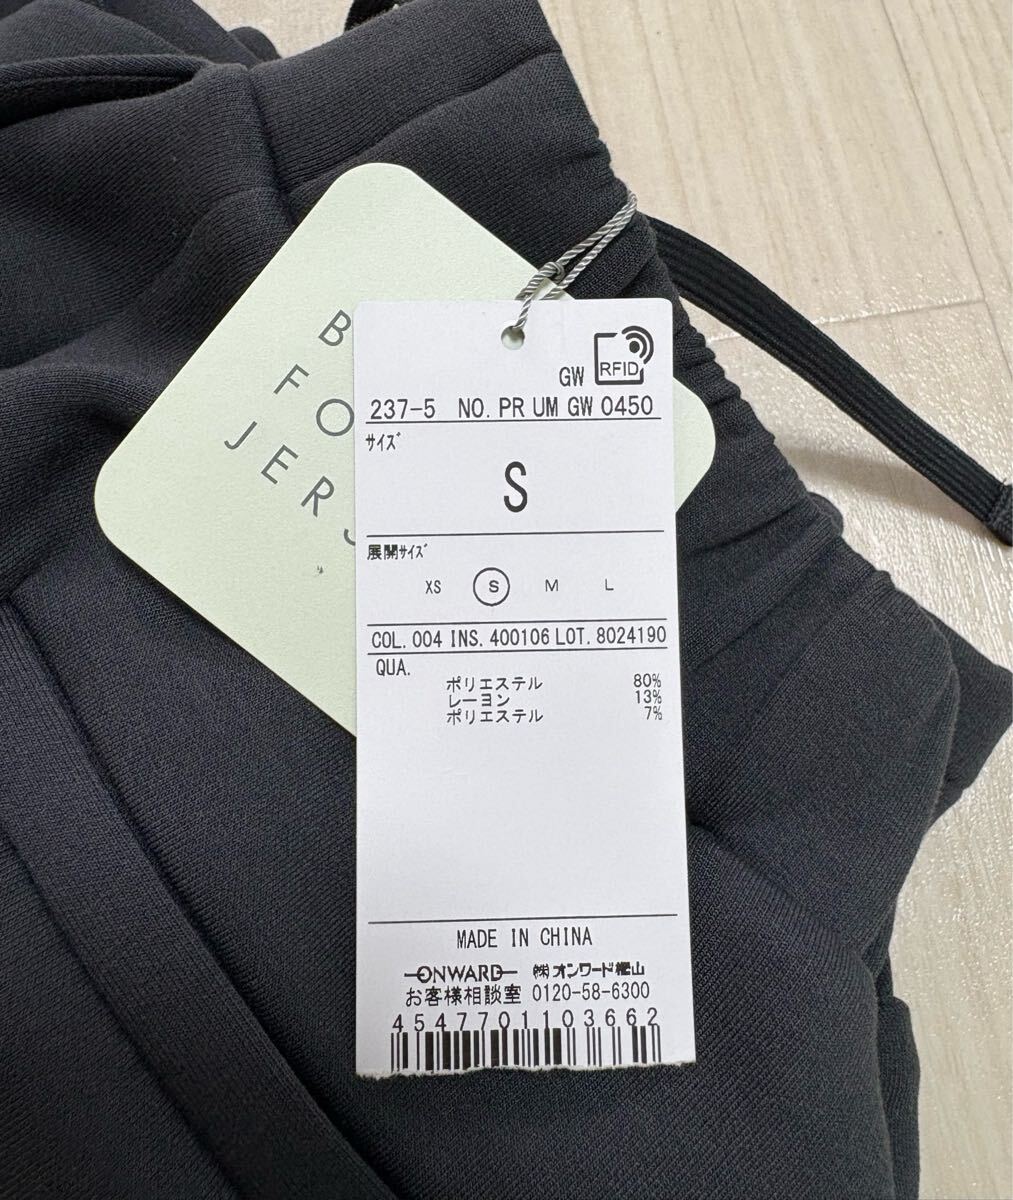 B
FO
JERS
GW RFID
237-5 NO. PR UM GW 0450
サイズ
S
展開サイズ
XS S M L
COL. 004 INS. 400106 LOT. 8024190
QUA.
ポリエステル 80%
レーヨン 13%
ポリエステル 7%
MADE IN CHINA
ONWARD ㈱オンワード樫山
お客様相談室 0120-58-6300
4547701103662